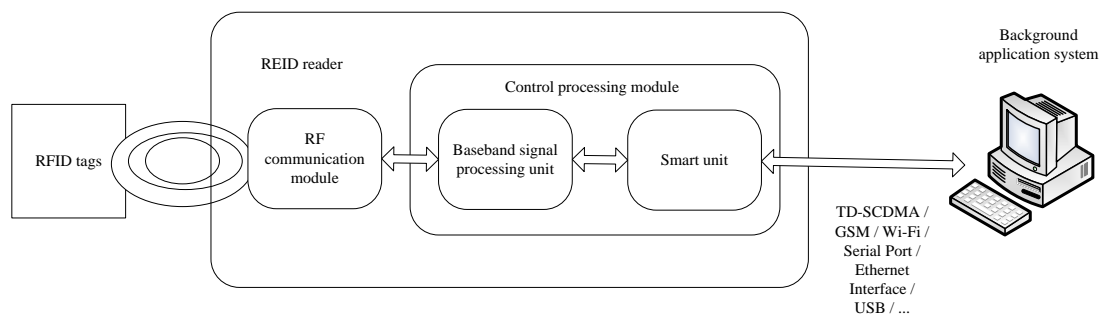 Background
application system
REID reader
Control processing module
RFID tags
RF
communication
module
Baseband signal
processing unit
Smart unit
TD-SCDMA /
GSM / Wi-Fi /
Serial Port /
Ethernet
Interface /
USB / ...